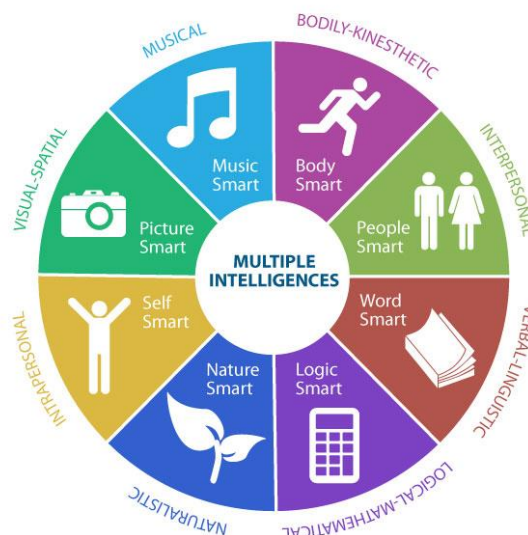 MUSICAL
BODILY-KINESTHETIC
VISUAL-SPATIAL
INTERPERSONAL
Music
Smart
Body
Smart
Picture
Smart
People
Smart
MULTIPLE
INTELLIGENCES
Self
Smart
Word
Smart
Nature
Smart
Logic
Smart
INTRAPERSONAL
VERBAL-LINGUISTIC
NATURALISTIC
LOGICAL-MATHEMATICAL